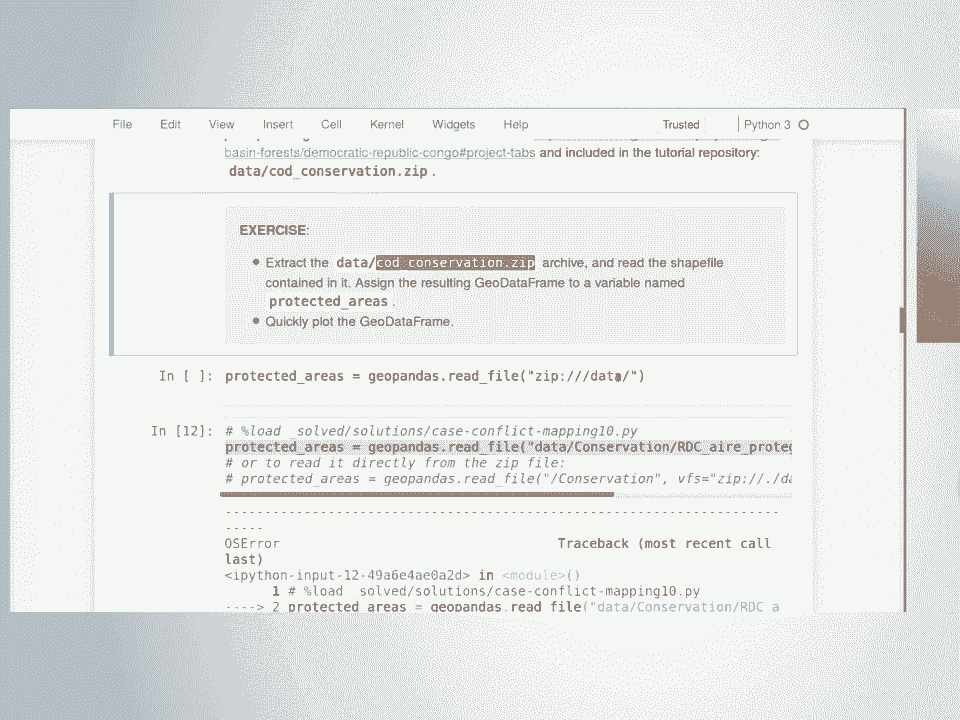 File Edit View Insert Cell Kernel Widgets Help Trusted Python 3
basin-forests/democratic-republic-congo#project-tabs and included in the tutorial repository:
data/cod_conservation.zip .
EXERCISE:
Extract the data/cod_conservation.zip archive, and read the shapefile
contained in it. Assign the resulting GeoDataFrame to a variable named
protected_areas .
Quickly plot the GeoDataFrame.
In [ ]: protected_areas = geopandas.read_file("zip:///data/")
In [12]: # %load _solved/solutions/case-conflict-mapping10.py
protected_areas = geopandas.read_file("data/Conservation/RDC_aire_proteg
# or to read it directly from the zip file:
# protected_areas = geopandas.read_file("/Conservation", vfs="zip://./da
---------------------------------------------------------------------------
-----
OSError Traceback (most recent call
last)
<ipython-input-12-49a6e4ae0a2d> in <module>()
1 # %load _solved/solutions/case-conflict-mapping10.py
----> 2 protected_areas = geopandas.read_file("data/Conservation/RDC_a